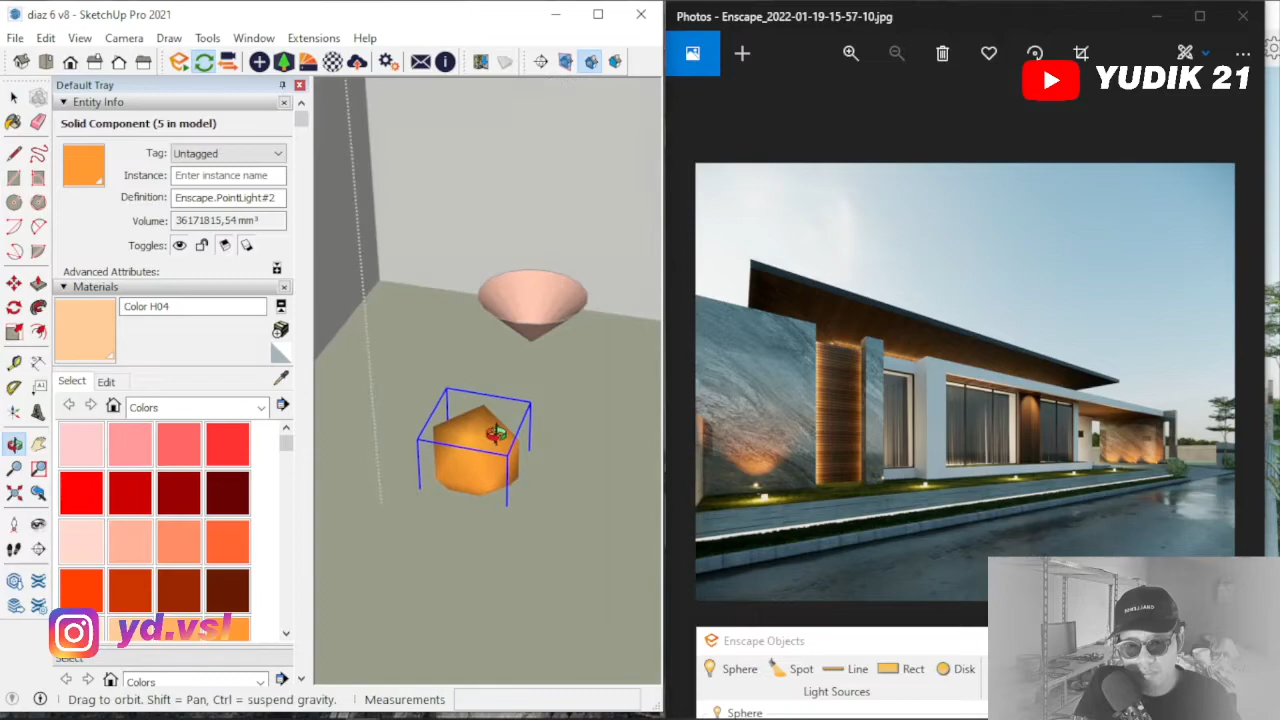 diaz 6 v8 - SketchUp Pro 2021
File Edit View Camera Draw Tools Window Extensions Help
Default Tray
Entity Info
Solid Component (5 in model)
Tag: Untagged
Instance: Enter instance name
Definition: Enscape.PointLight#2
Volume: 36171815,54 mm³
Toggles:
Advanced Attributes:
Materials
Color H04
Select Edit
Colors
yd.vsl
Select
Colors
Drag to orbit. Shift = Pan, Ctrl = suspend gravity. Measurements
Photos - Enscape_2022-01-19-15-57-10.jpg
YUDIK 21
Enscape Objects
Sphere Spot Line Rect Disk
Light Sources
Sphere